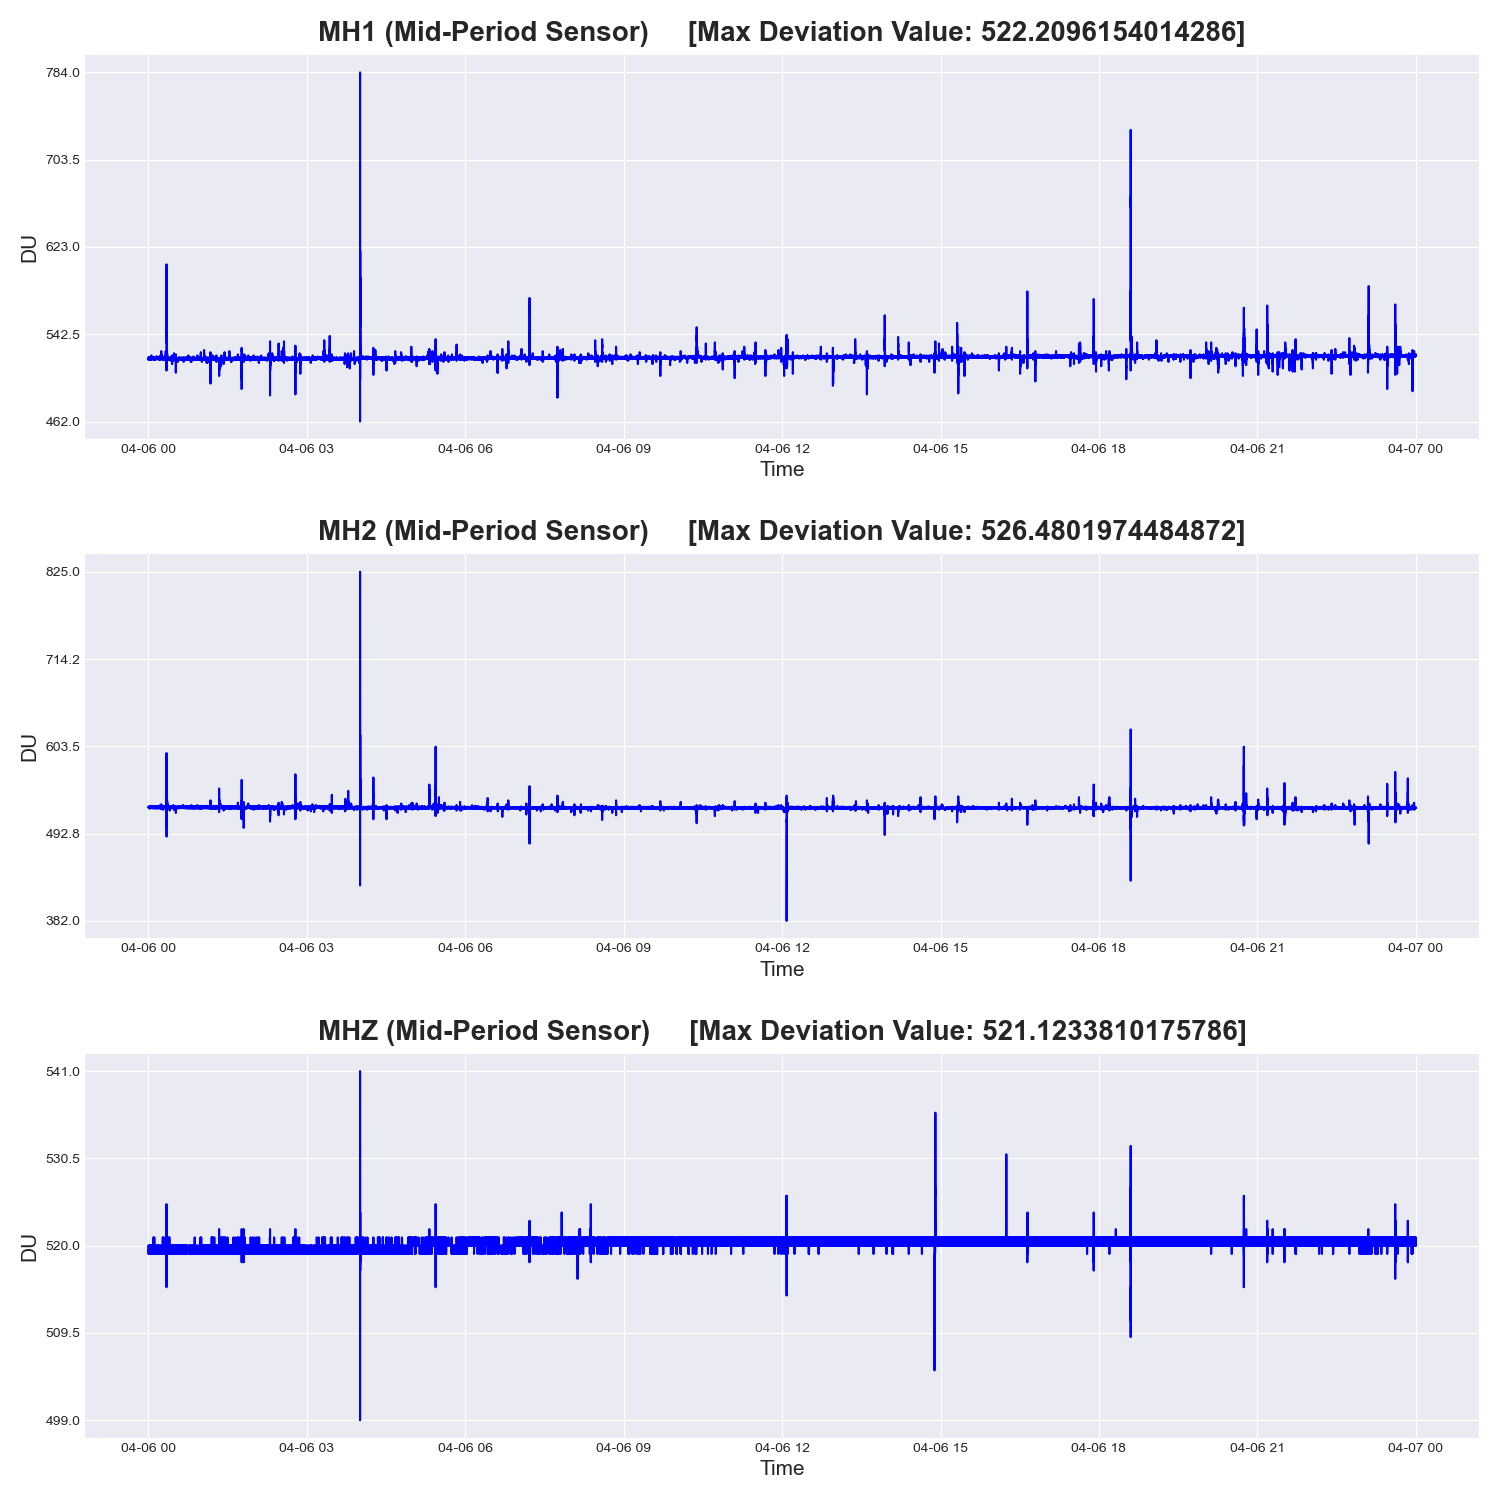 MH1 (Mid-Period Sensor) [Max Deviation Value: 522.2096154014286]
784.0
703.5
623.0
542.5
462.0
DU
04-06 00 04-06 03 04-06 06 04-06 09 04-06 12 04-06 15 04-06 18 04-06 21 04-07 00
Time
MH2 (Mid-Period Sensor) [Max Deviation Value: 526.4801974484872]
825.0
714.2
603.5
492.8
382.0
DU
04-06 00 04-06 03 04-06 06 04-06 09 04-06 12 04-06 15 04-06 18 04-06 21 04-07 00
Time
MHZ (Mid-Period Sensor) [Max Deviation Value: 521.1233810175786]
541.0
530.5
520.0
509.5
499.0
DU
04-06 00 04-06 03 04-06 06 04-06 09 04-06 12 04-06 15 04-06 18 04-06 21 04-07 00
Time